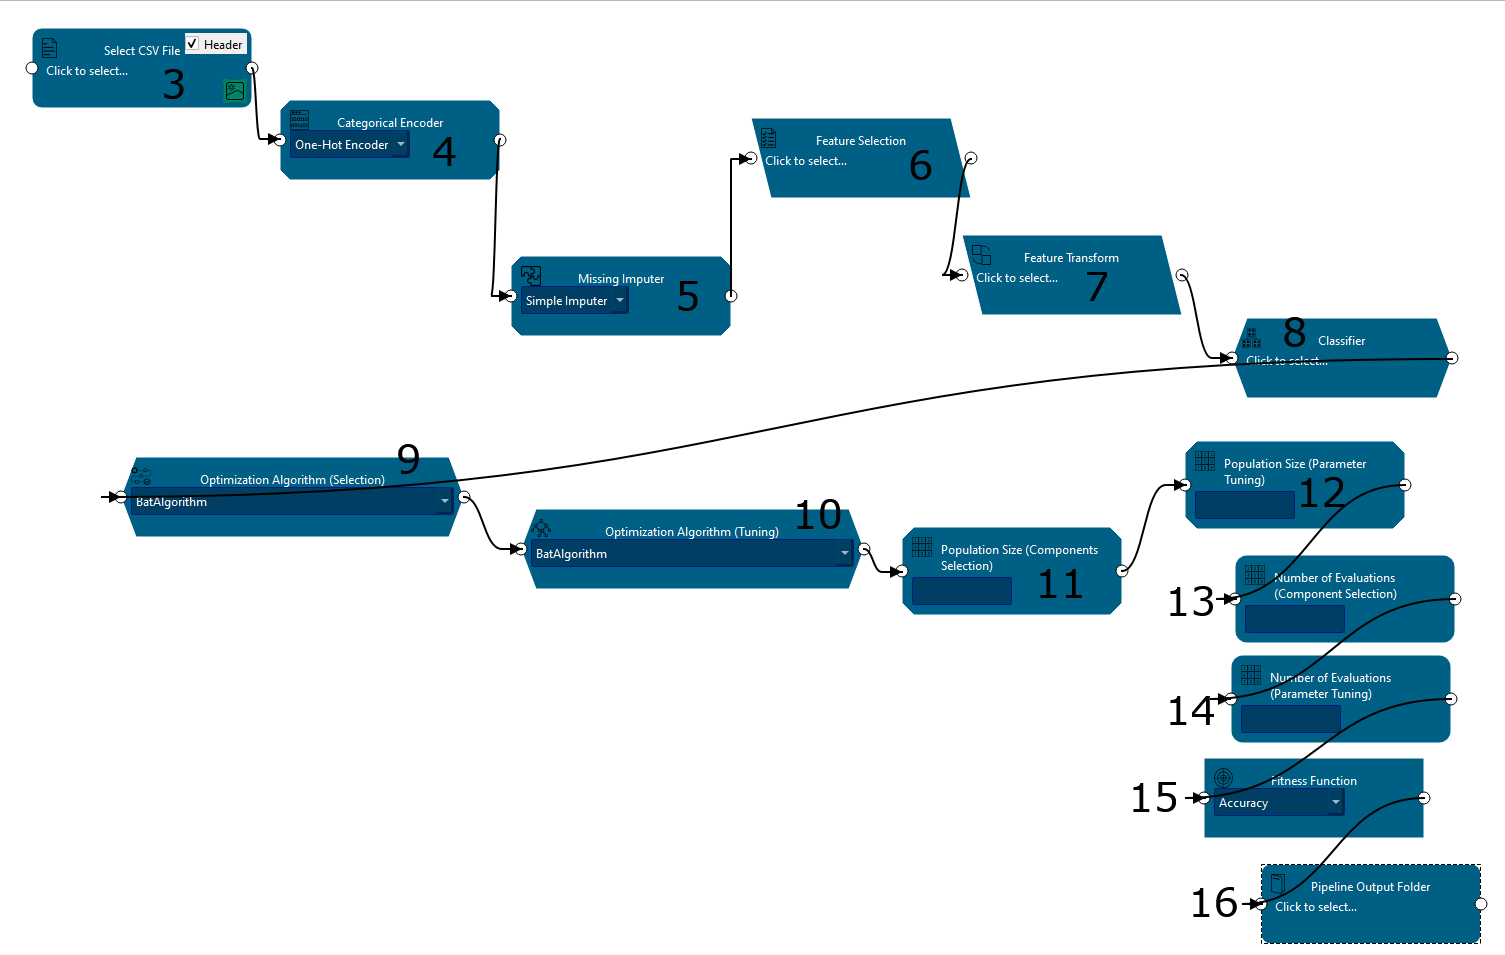 Select CSV File
Header
Click to select...
3
Categorical Encoder
One-Hot Encoder
4
Missing Imputer
Simple Imputer
5
Feature Selection
Click to select...
6
Feature Transform
Click to select...
7
8
Classifier
Click to select...
9
Optimization Algorithm (Selection)
BatAlgorithm
10
Optimization Algorithm (Tuning)
BatAlgorithm
Population Size (Components
Selection)
11
Population Size (Parameter
Tuning)
12
13
Number of Evaluations
(Component Selection)
14
Number of Evaluations
(Parameter Tuning)
15
Fitness Function
Accuracy
16
Pipeline Output Folder
Click to select...